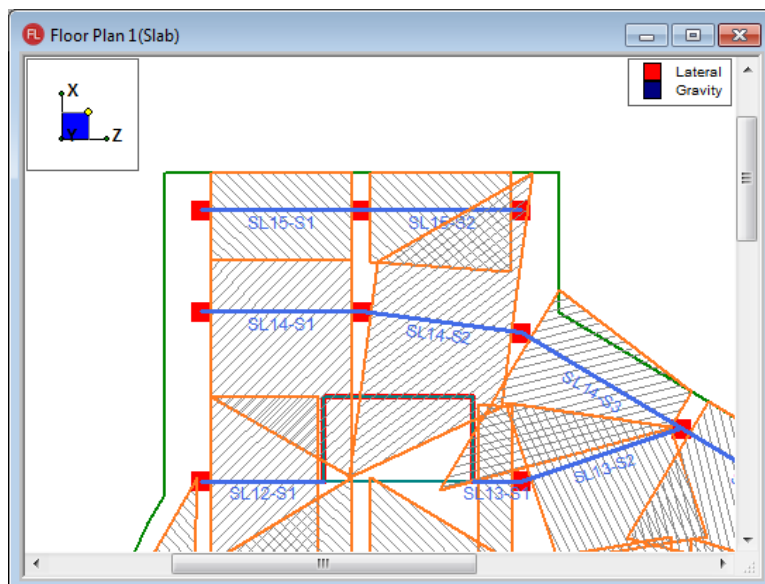 FL Floor Plan 1(Slab)
X
Y Z
Lateral
Gravity
SL15-S1 SL15-S2
SL14-S1 SL14-S2
SL14-S3
SL12-S1 SL13-S1 SL13-S2